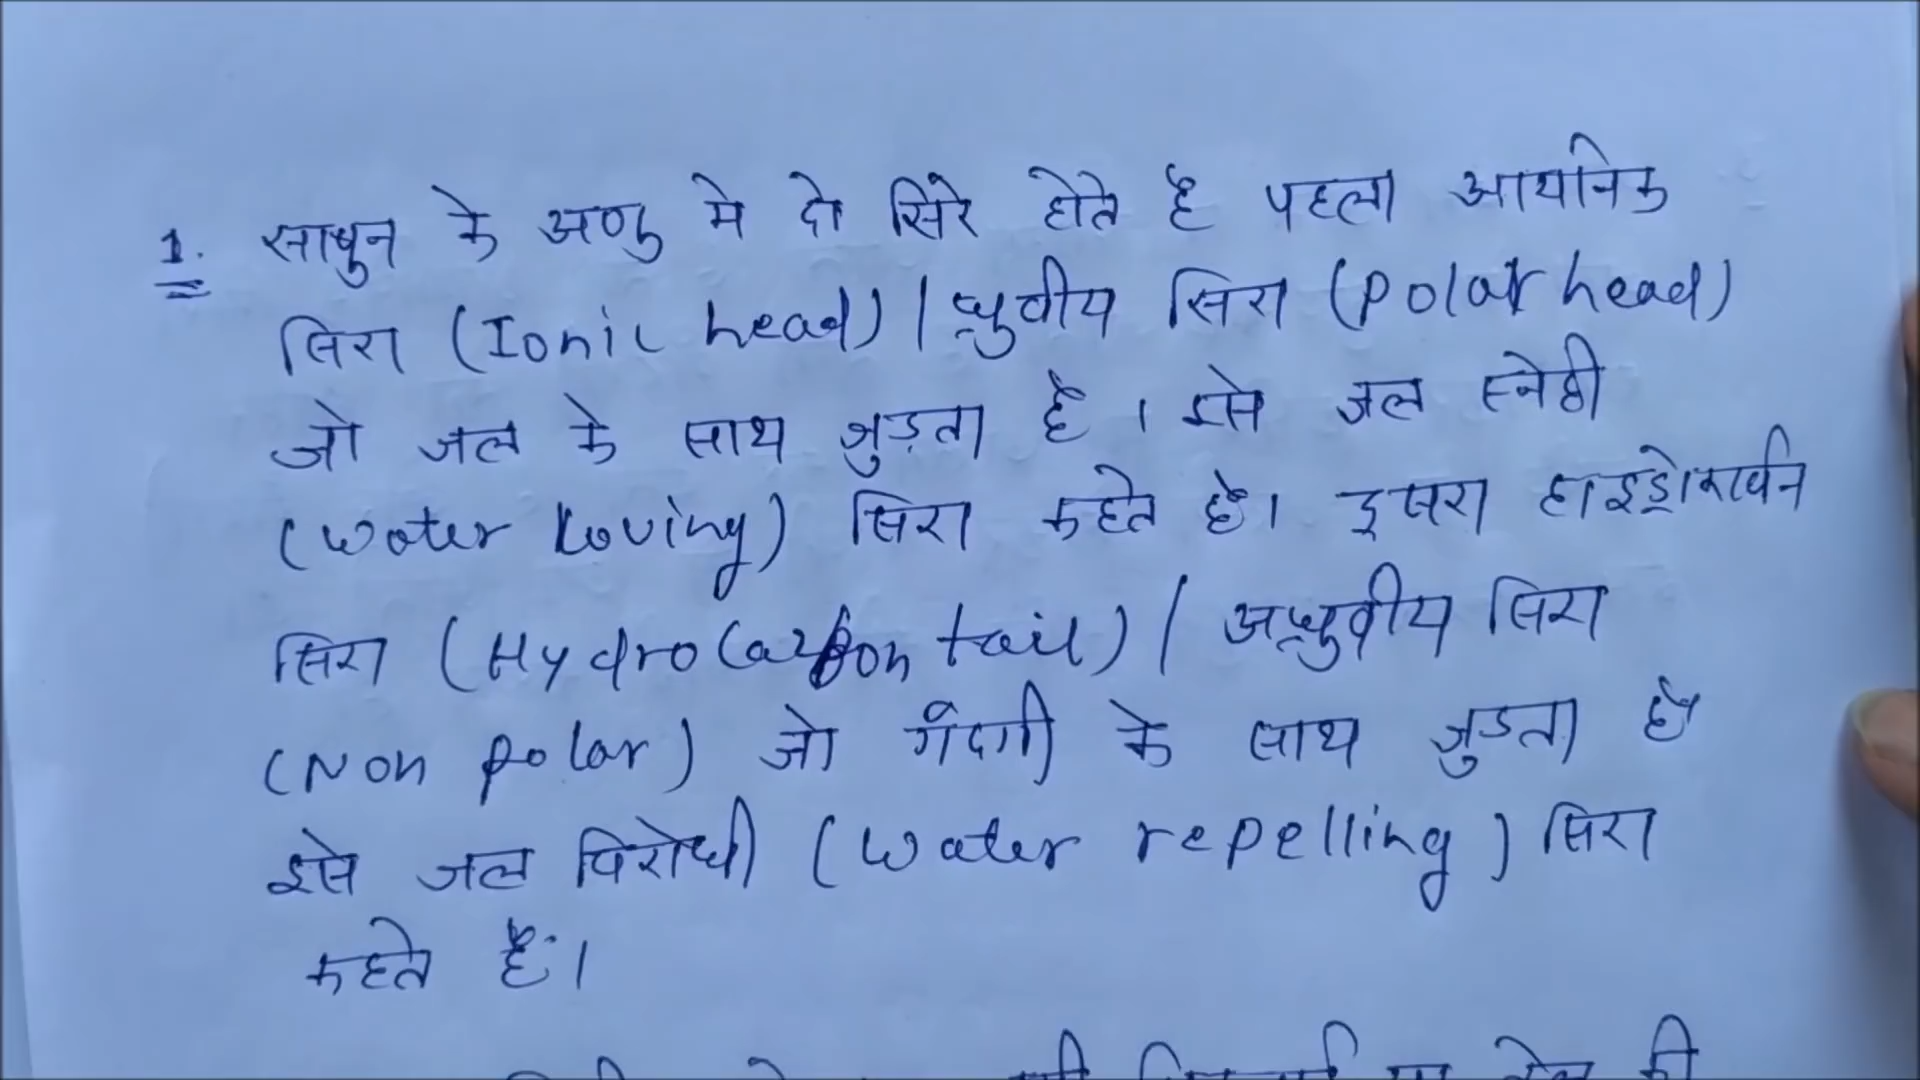 1. साबुन के अणु मे दो सिरे होते है पहला आयनिक
सिरा (Ionic head) / ध्रुवीय सिरा (polar head)
जो जल के साथ जुड़ता है । इसे जल स्नेही
(water loving) सिरा कहते है। दुसरा हाइड्रोकार्बन
सिरा (Hydrocarbon tail) / अध्रुवीय सिरा
(Non polar) जो गंदगी के साथ जुडता है
इसे जल विरोधी (water repelling) सिरा
कहते हैं।